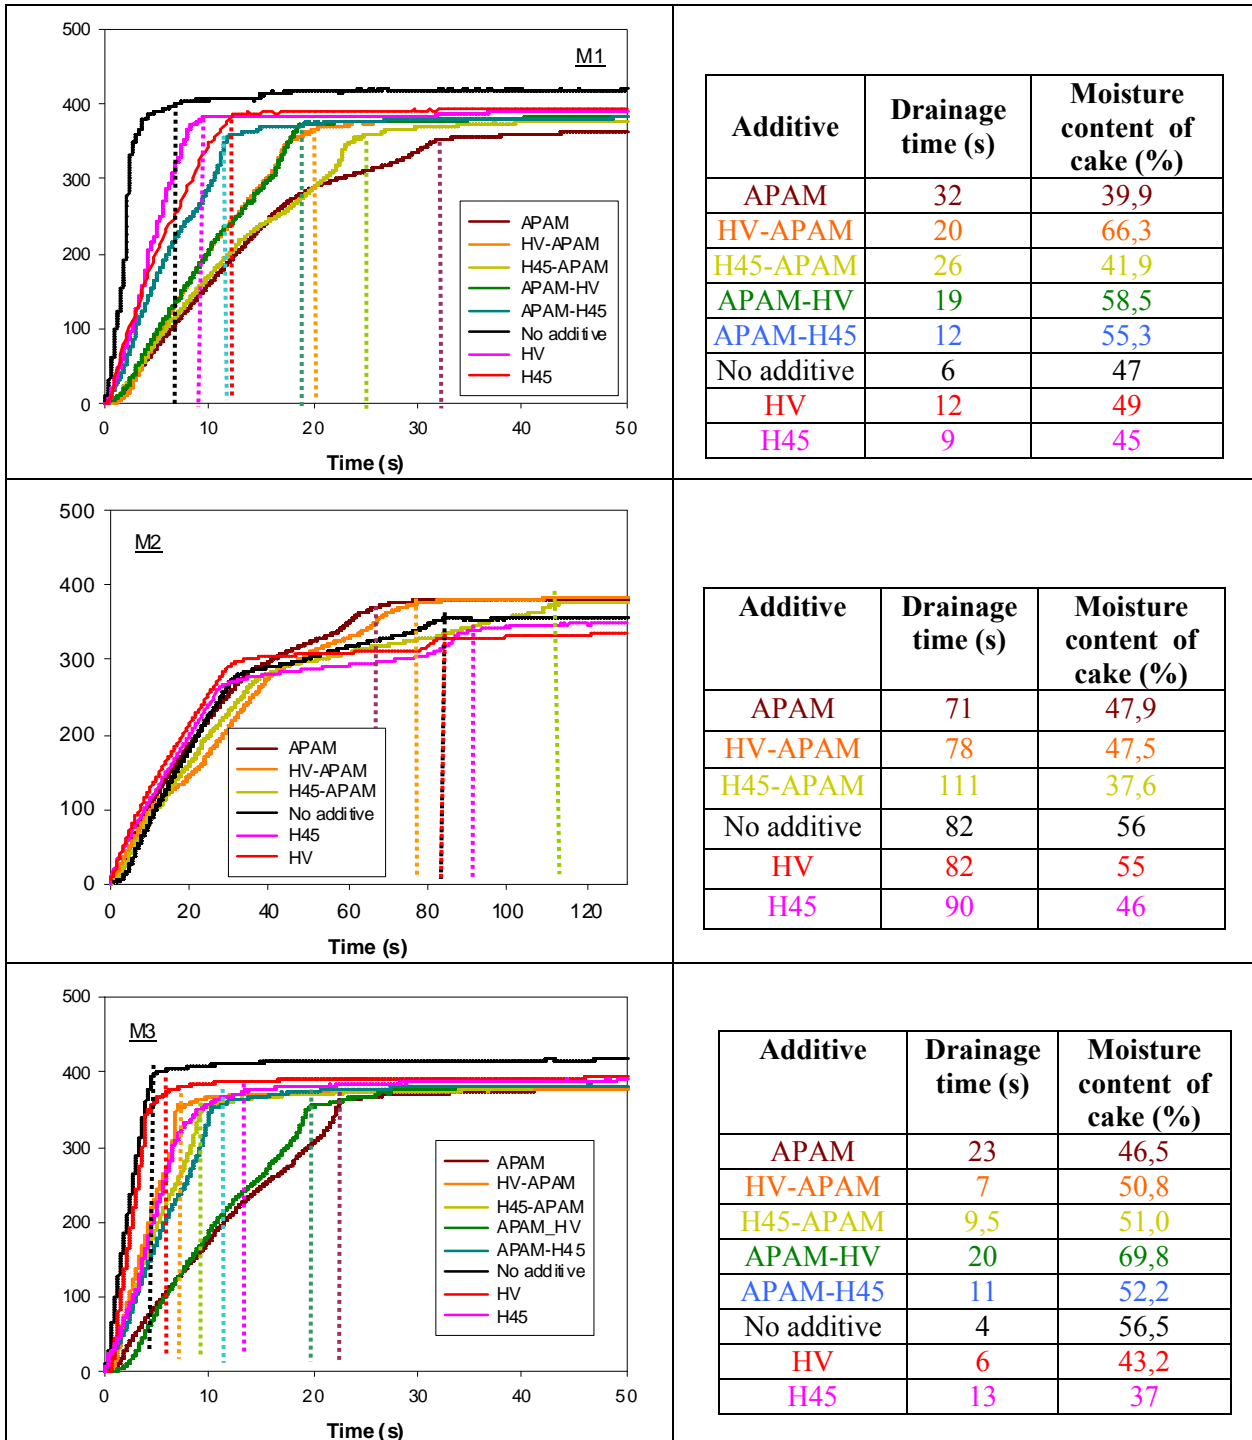 500
400
300
200
100
0
M1
APAM
HV-APAM
H45-APAM
APAM-HV
APAM-H45
No additive
HV
H45
0 10 20 30 40 50
Time (s)
Additive Drainage time (s) Moisture content of cake (%)
APAM 32 39,9
HV-APAM 20 66,3
H45-APAM 26 41,9
APAM-HV 19 58,5
APAM-H45 12 55,3
No additive 6 47
HV 12 49
H45 9 45
500
400
300
200
100
0
M2
APAM
HV-APAM
H45-APAM
No additive
H45
HV
0 20 40 60 80 100 120
Time (s)
Additive Drainage time (s) Moisture content of cake (%)
APAM 71 47,9
HV-APAM 78 47,5
H45-APAM 111 37,6
No additive 82 56
HV 82 55
H45 90 46
500
400
300
200
100
0
M3
APAM
HV-APAM
H45-APAM
APAM_HV
APAM-H45
No additive
HV
H45
0 10 20 30 40 50
Time (s)
Additive Drainage time (s) Moisture content of cake (%)
APAM 23 46,5
HV-APAM 7 50,8
H45-APAM 9,5 51,0
APAM-HV 20 69,8
APAM-H45 11 52,2
No additive 4 56,5
HV 6 43,2
H45 13 37